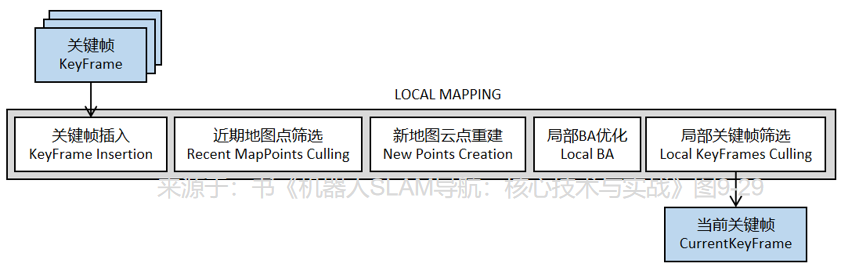 关键帧
KeyFrame
LOCAL MAPPING
关键帧插入
KeyFrame Insertion
近期地图点筛选
Recent MapPoints Culling
新地图云点重建
New Points Creation
局部BA优化
Local BA
局部关键帧筛选
Local KeyFrames Culling
来源于：书《机器人SLAM导航：核心技术与实战》图9-29
当前关键帧
CurrentKeyFrame